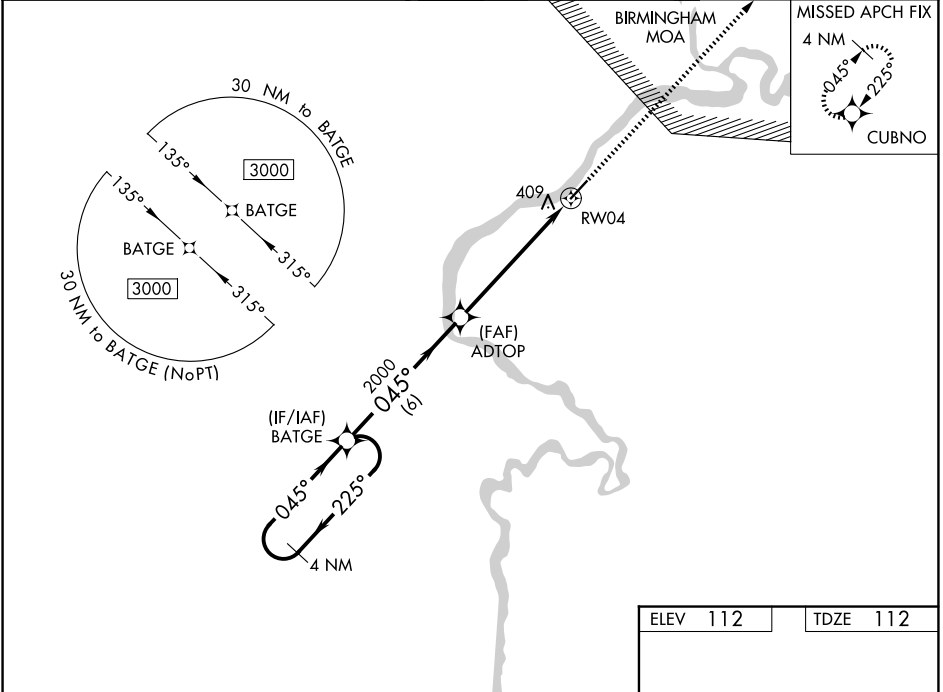 BIRMINGHAM
MOA
MISSED APCH FIX
4 NM
045°
225°
CUBNO
30 NM to BATGE
135°
3000
BATGE
315°
135°
BATGE
3000
315°
30 NM to BATGE (NoPT)
409
RW04
(FAF)
ADTOP
2000
045°
(6)
(IF/IAF)
BATGE
045°
225°
4 NM
ELEV 112
TDZE 112